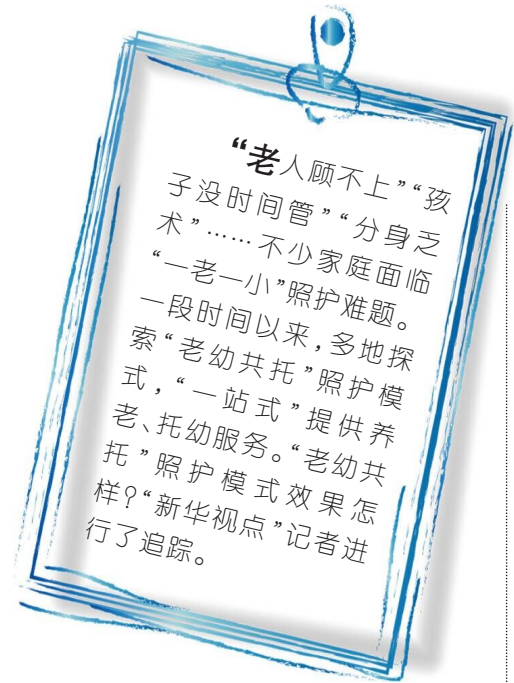 “老人顾不上”“孩
子没时间管”“分身乏
术”……不少家庭面临
“一老一小”照护难题。
一段时间以来，多地探
索“老幼共托”照护模
式，“一站式”提供养
老、托幼服务。“老幼共
托”照护模式效果怎
样？“新华视点”记者进
行了追踪。